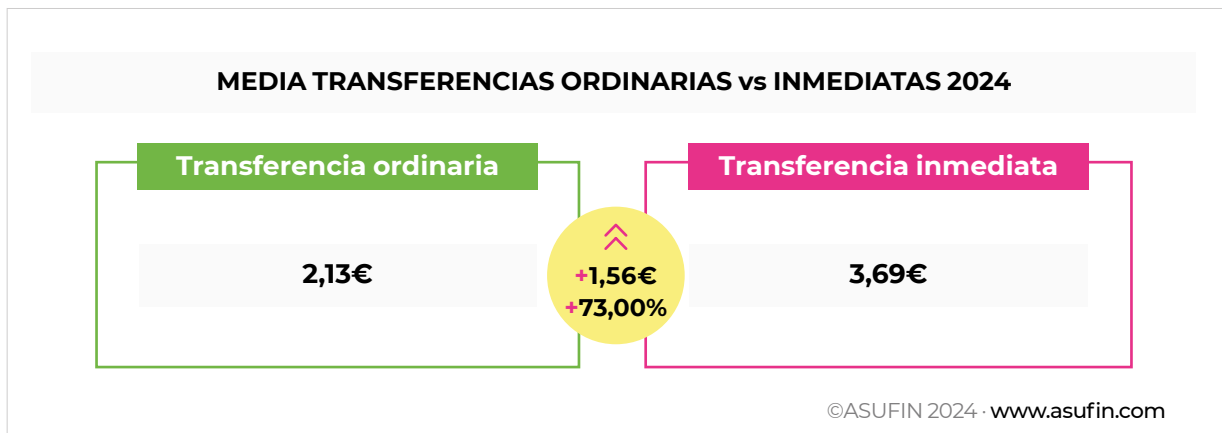 MEDIA TRANSFERENCIAS ORDINARIAS vs INMEDIATAS 2024
Transferencia ordinaria
2,13€
+1,56€
+73,00%
Transferencia inmediata
3,69€
©ASUFIN 2024 · www.asufin.com